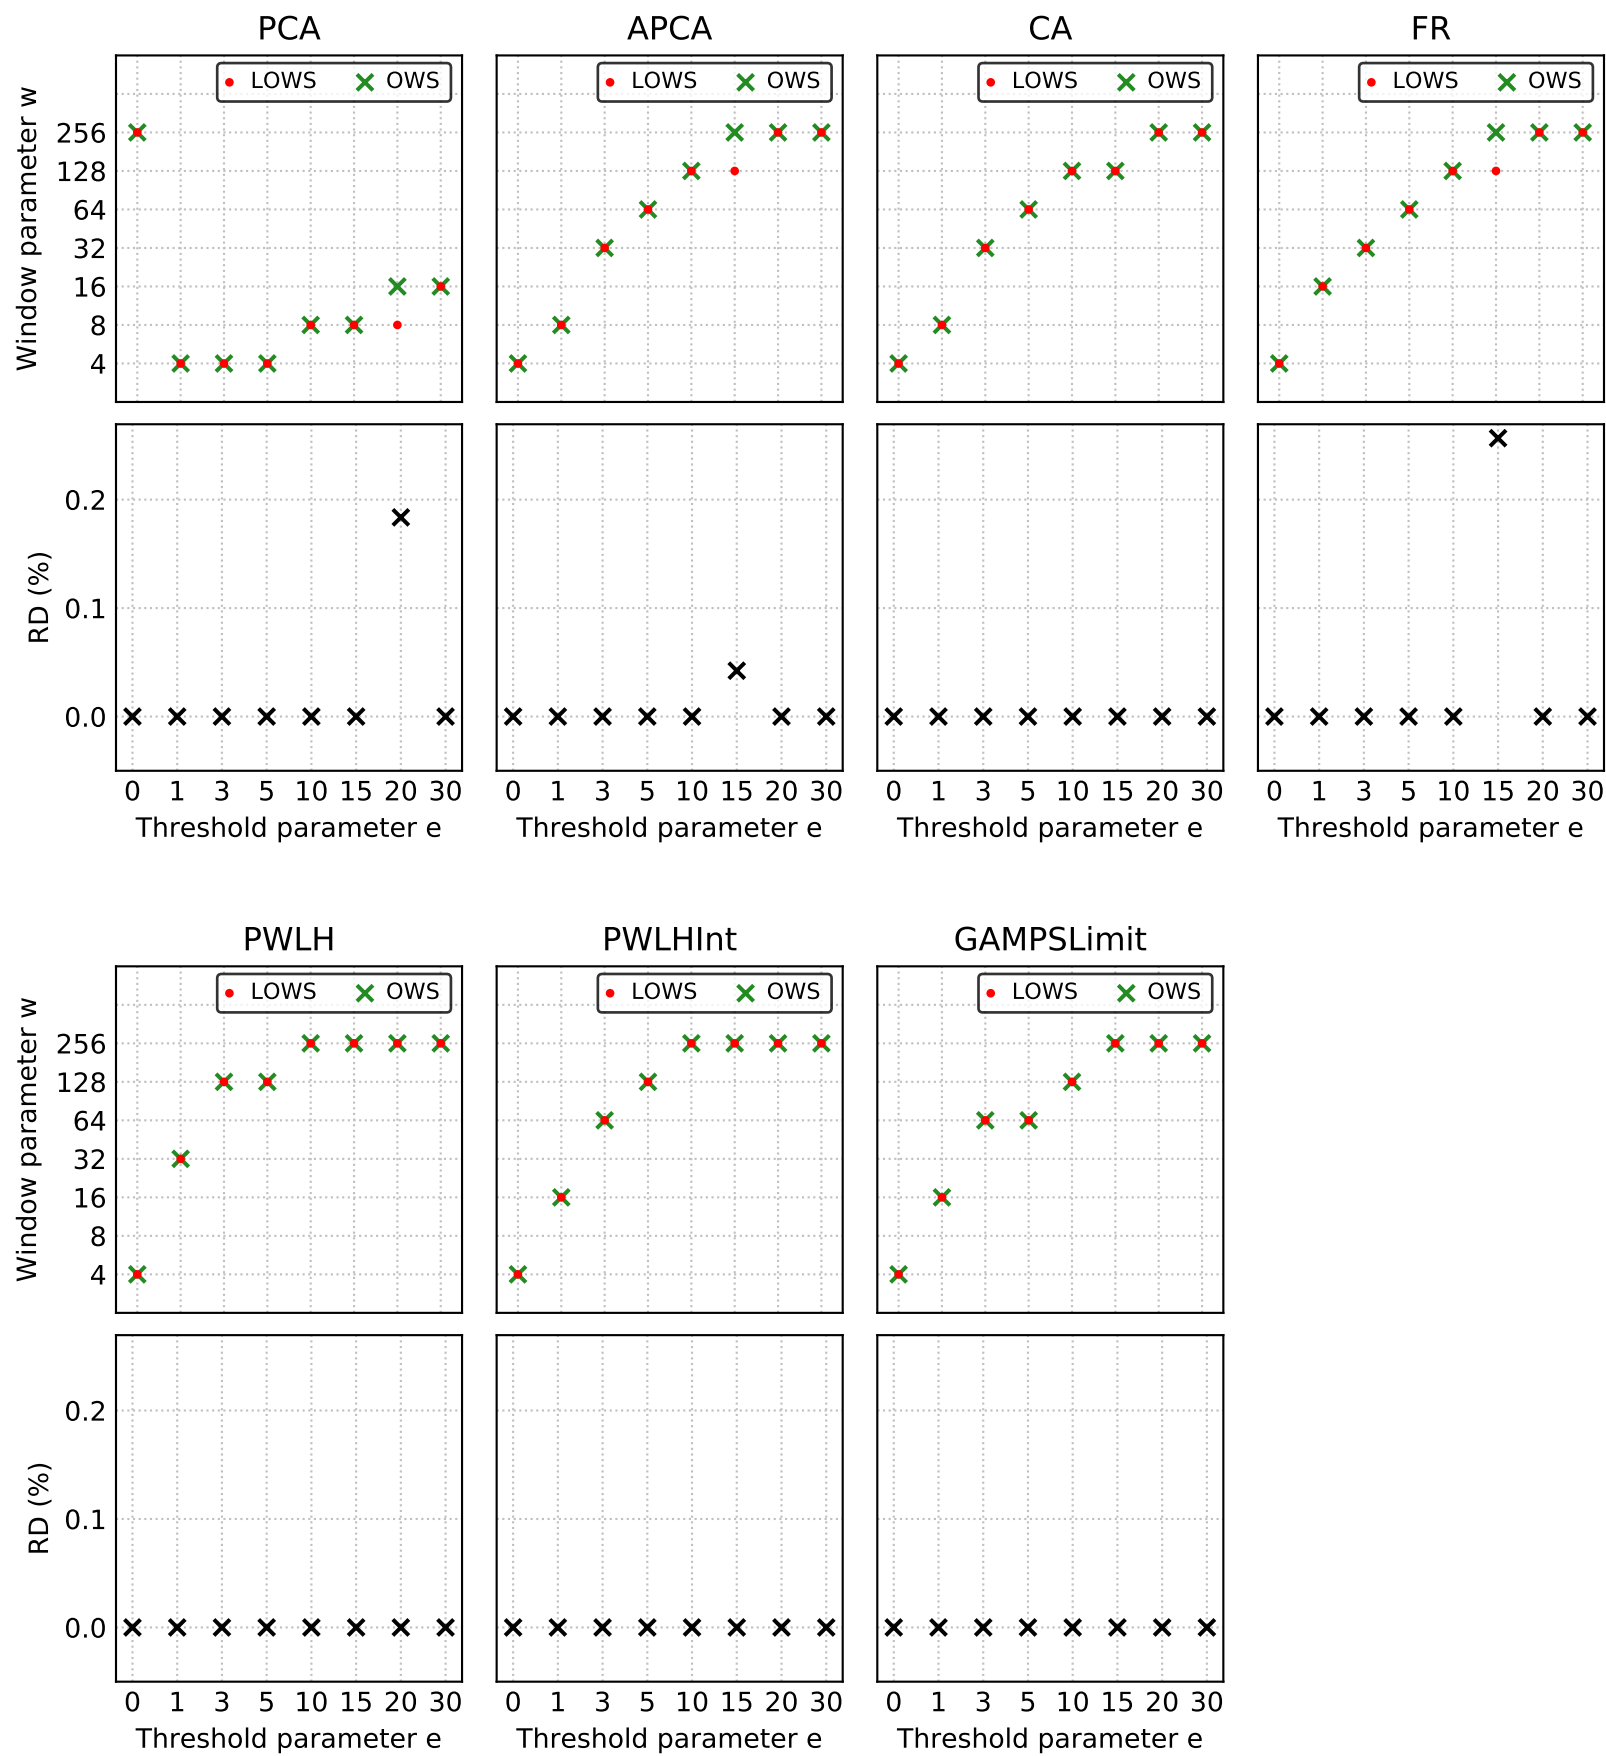 PCA APCA CA FR
LOWS OWS LOWS OWS LOWS OWS LOWS OWS
Window parameter w
256
128
64
32
16
8
4
RD (%)
0.2
0.1
0.0
0 1 3 5 10 15 20 30 0 1 3 5 10 15 20 30 0 1 3 5 10 15 20 30 0 1 3 5 10 15 20 30
Threshold parameter e Threshold parameter e Threshold parameter e Threshold parameter e
PWLH PWLHInt GAMPSLimit
LOWS OWS LOWS OWS LOWS OWS
Window parameter w
256
128
64
32
16
8
4
RD (%)
0.2
0.1
0.0
0 1 3 5 10 15 20 30 0 1 3 5 10 15 20 30 0 1 3 5 10 15 20 30
Threshold parameter e Threshold parameter e Threshold parameter e